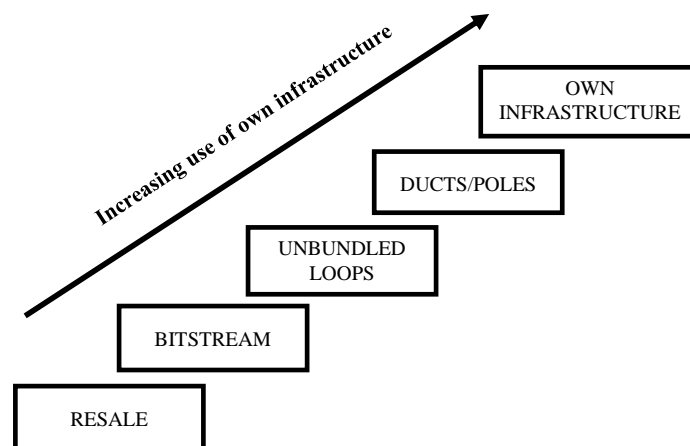 Increasing use of own infrastructure
OWN
INFRASTRUCTURE
DUCTS/POLES
UNBUNDLED
LOOPS
BITSTREAM
RESALE